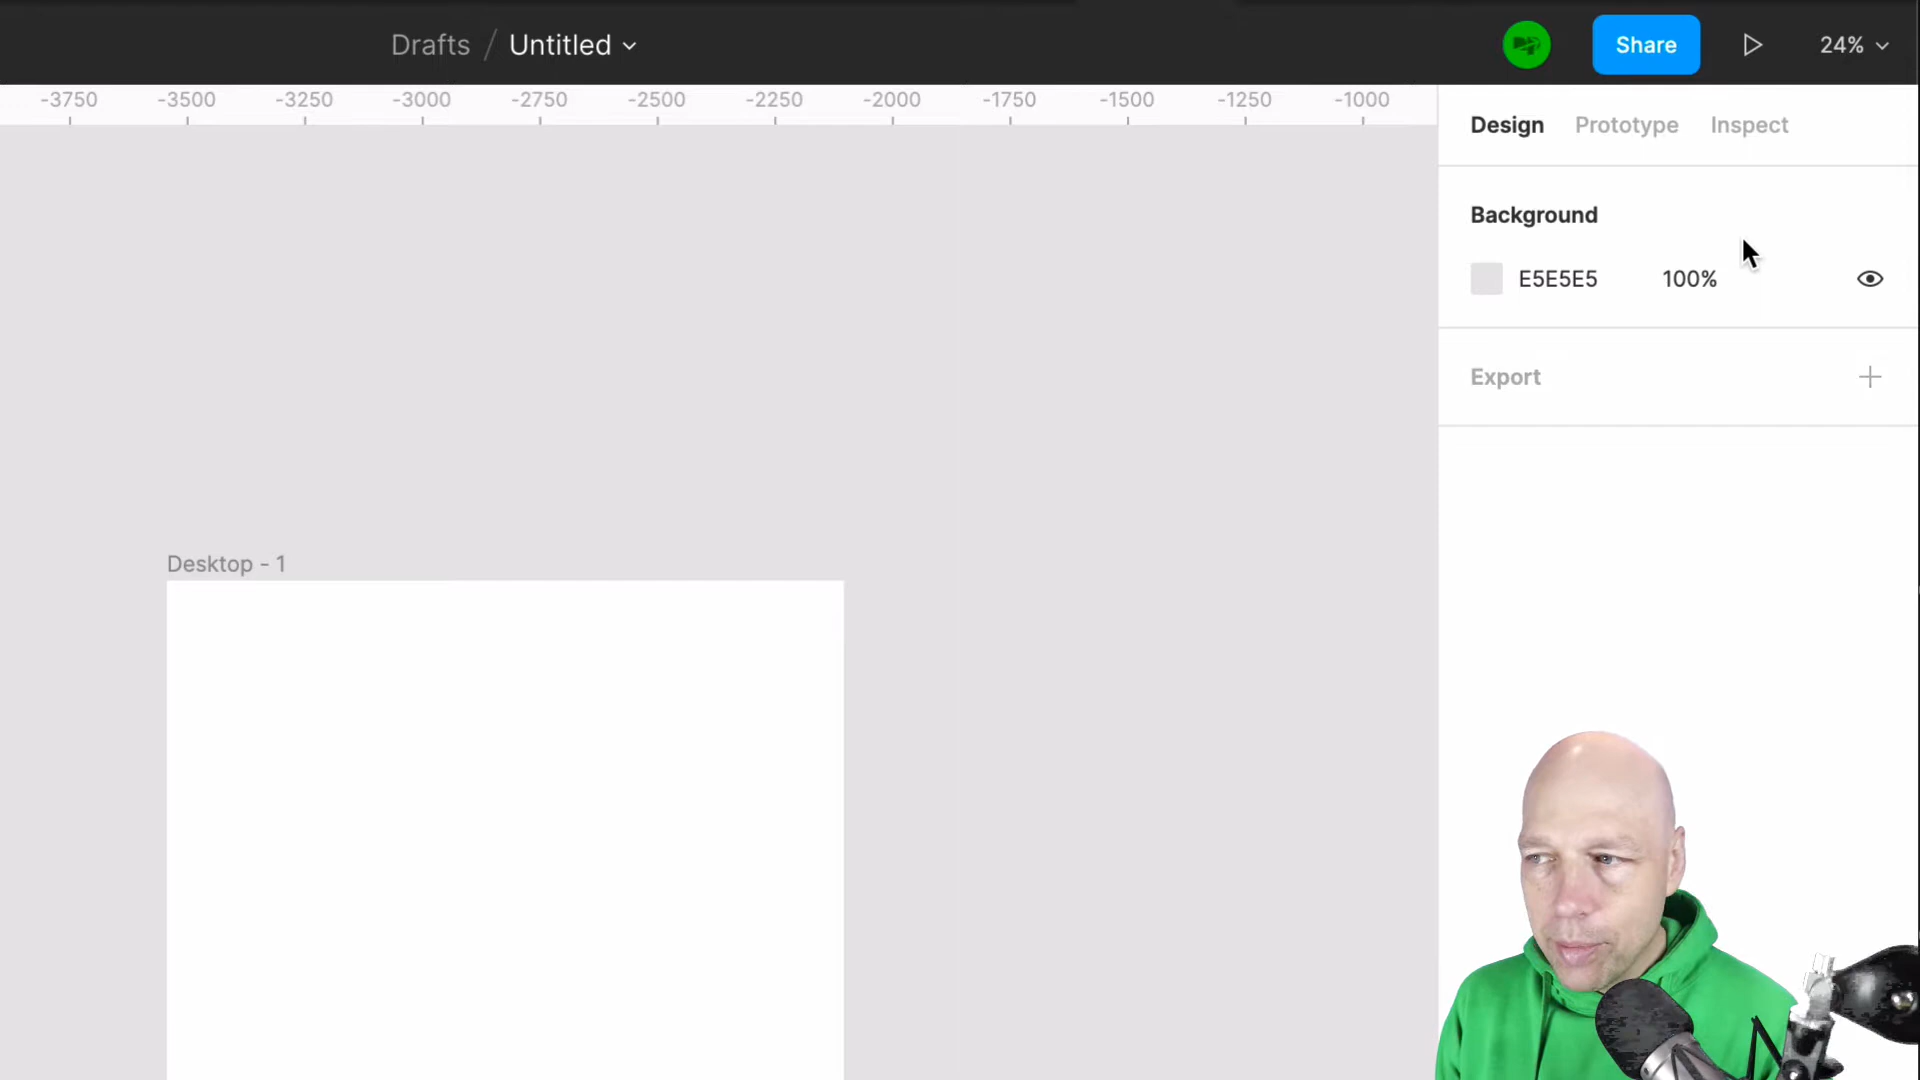 Drafts / Untitled
Share
24%
-3750 -3500 -3250 -3000 -2750 -2500 -2250 -2000 -1750 -1500 -1250 -1000
Design Prototype Inspect
Background
E5E5E5 100%
Export
Desktop - 1